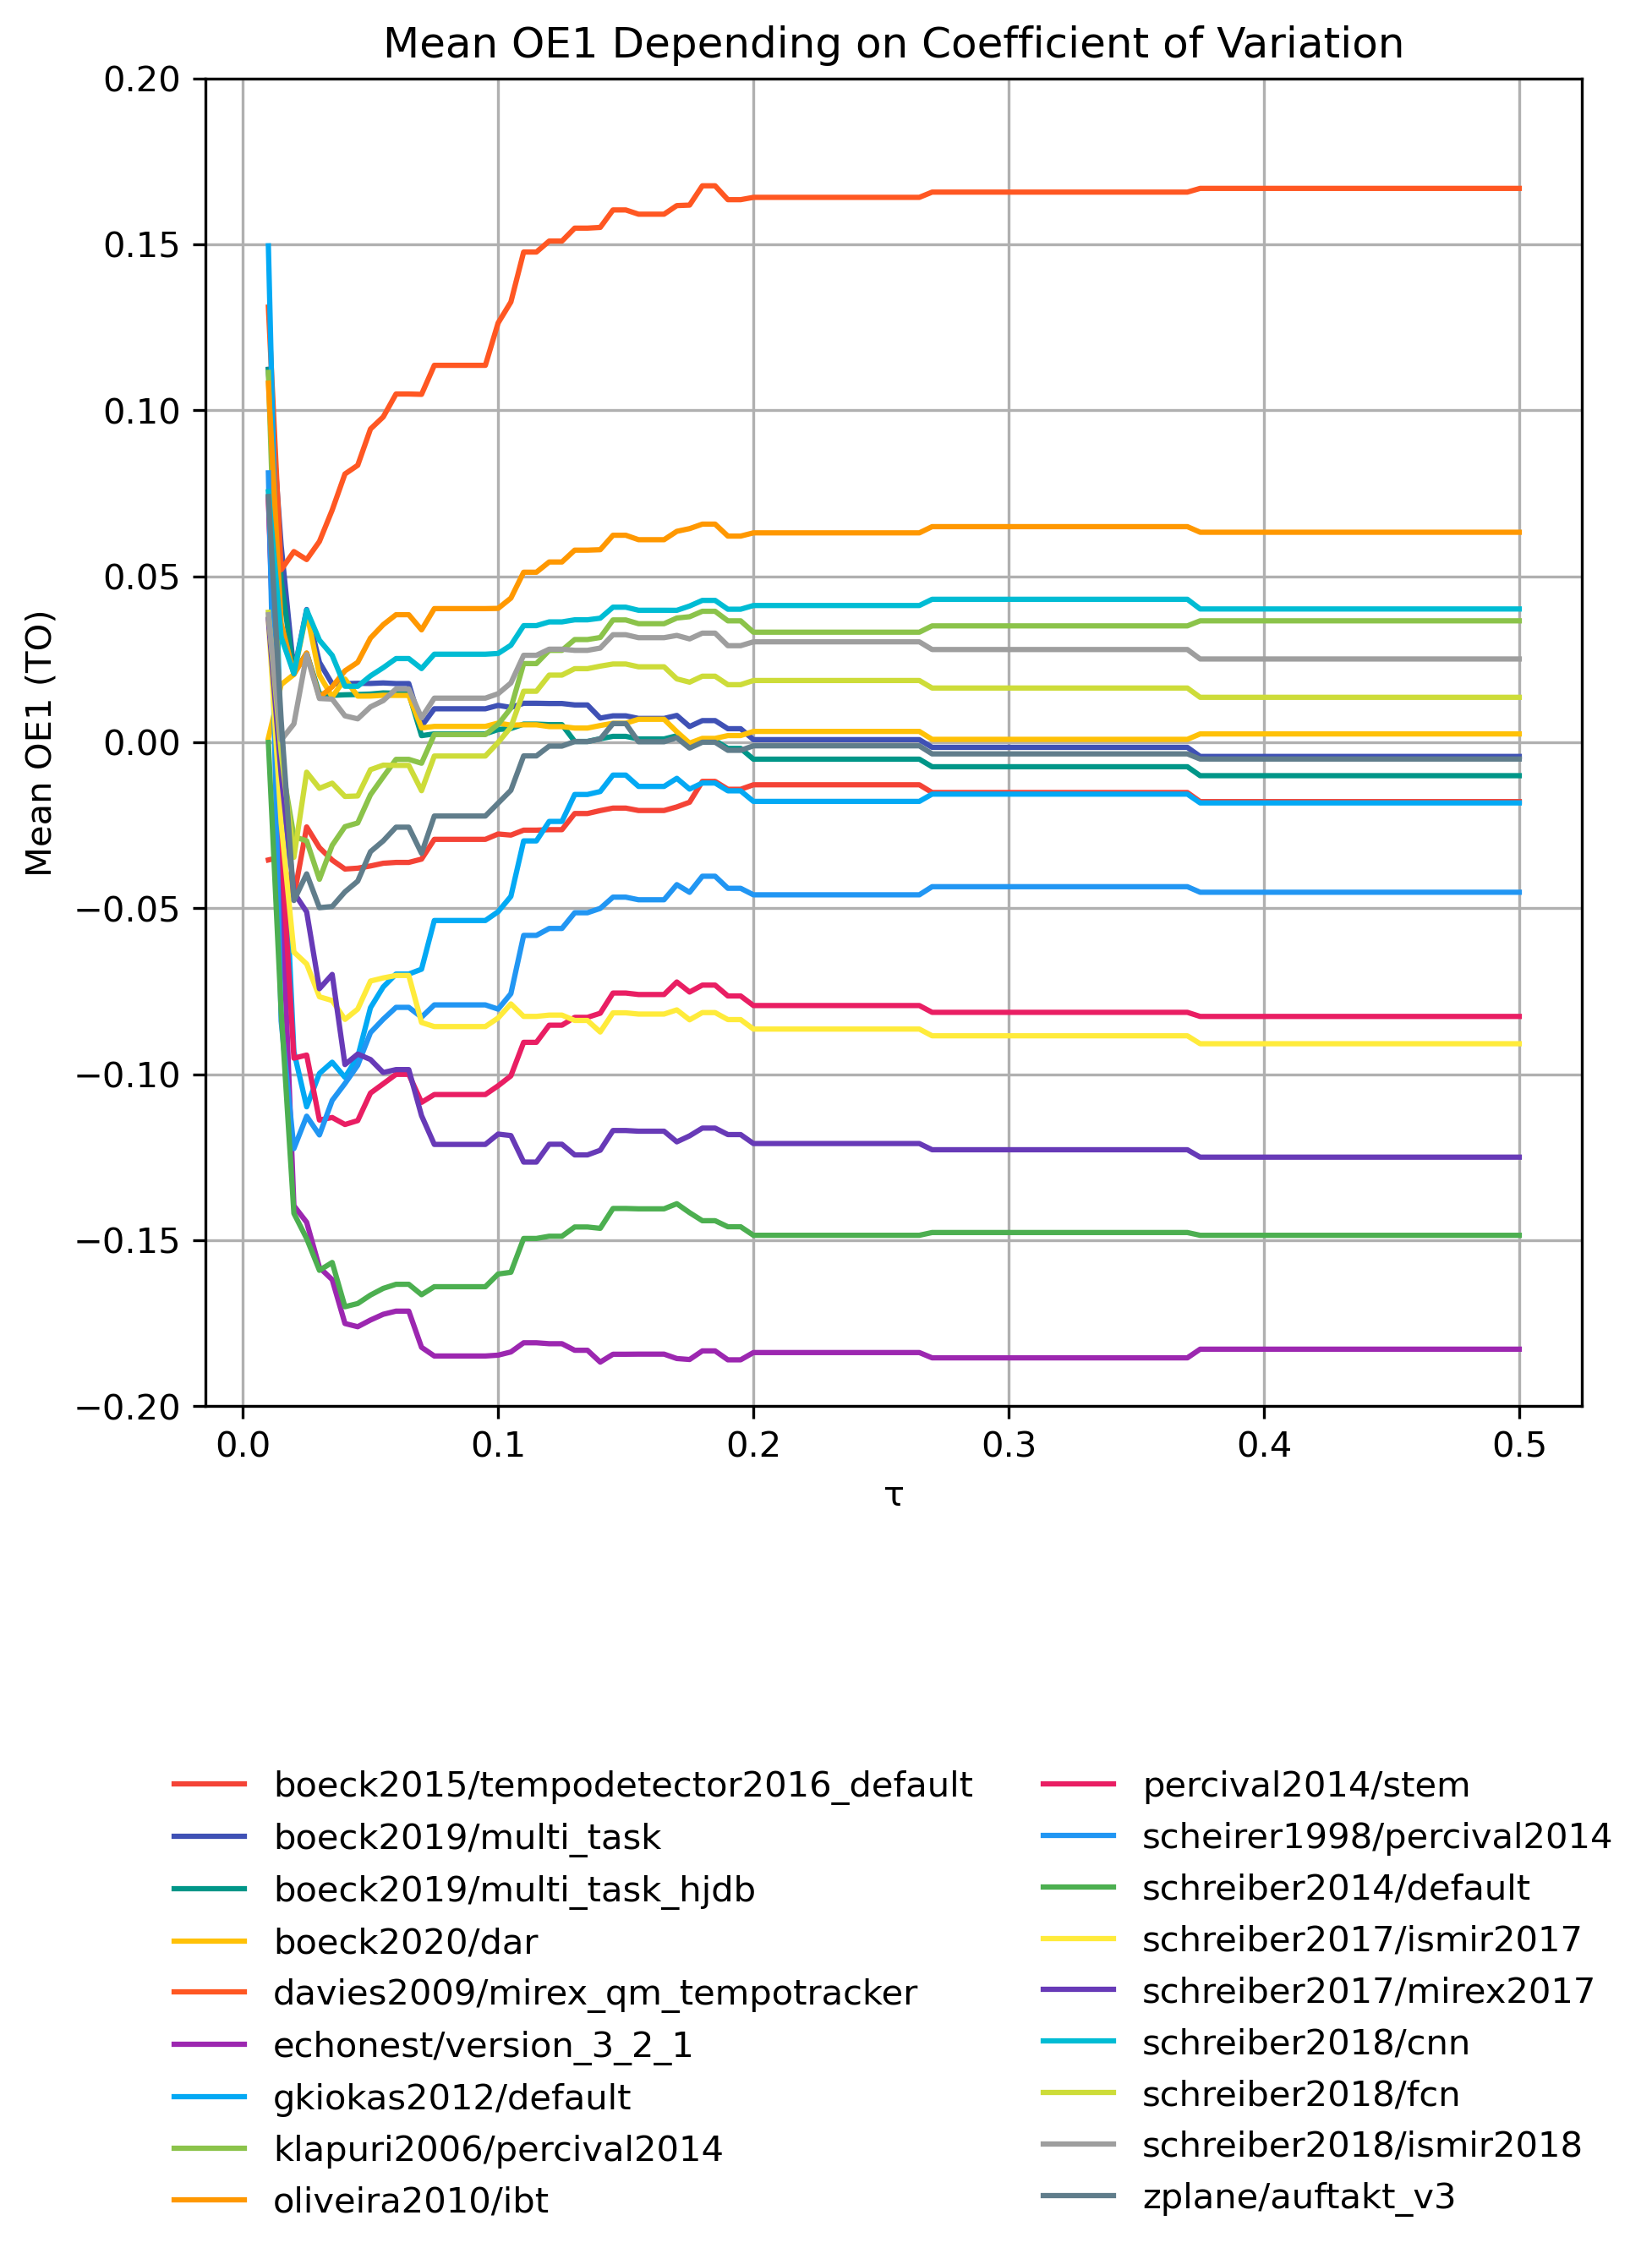 Mean OE1 Depending on Coefficient of Variation
0.20
0.15
0.10
0.05
0.00
−0.05
−0.10
−0.15
−0.20
Mean OE1 (TO)
0.0 0.1 0.2 0.3 0.4 0.5
τ
boeck2015/tempodetector2016_default
boeck2019/multi_task
boeck2019/multi_task_hjdb
boeck2020/dar
davies2009/mirex_qm_tempotracker
echonest/version_3_2_1
gkiokas2012/default
klapuri2006/percival2014
oliveira2010/ibt
percival2014/stem
scheirer1998/percival2014
schreiber2014/default
schreiber2017/ismir2017
schreiber2017/mirex2017
schreiber2018/cnn
schreiber2018/fcn
schreiber2018/ismir2018
zplane/auftakt_v3